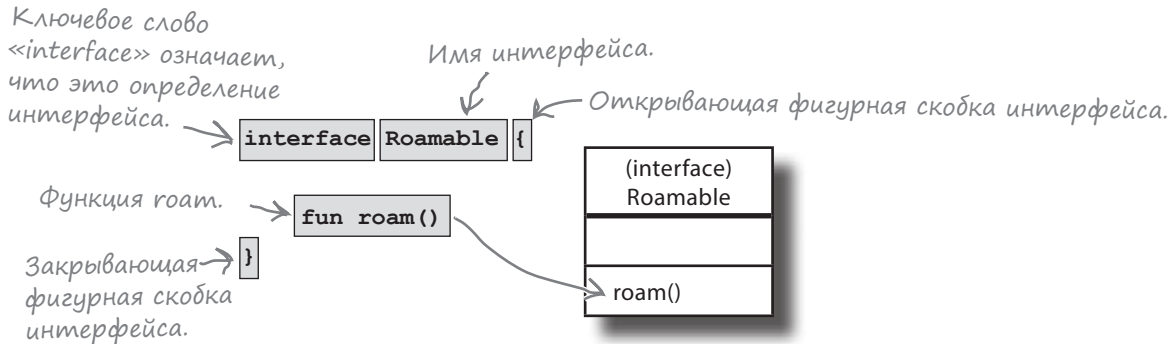 Ключевое слово
«interface» означает,
что это определение
интерфейса.
Имя интерфейса.
Открывающая фигурная скобка интерфейса.
interface Roamable {
Функция roam.
fun roam()
Закрывающая
фигурная скобка
интерфейса.
}
(interface)
Roamable
roam()